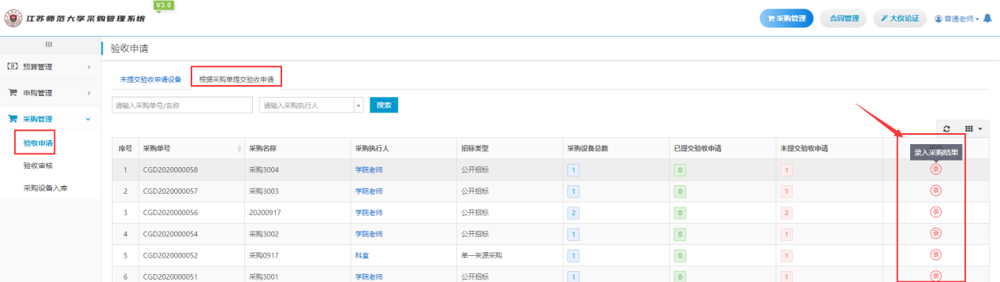 V3.0
江苏师范大学采购管理系统
采购管理 合同管理 大仪论证 普通老师
验收申请
预算管理
申购管理
采购管理
验收申请
验收审核
采购设备入库
未提交验收申请设备 根据采购单提交验收申请
请输入采购单号/名称 请输入采购执行人 搜索
序号 采购单号 采购名称 采购执行人 招标类型 采购设备总数 已提交验收申请 未提交验收申请
录入采购结果
1 CGD2020000058 采购3004 学院老师 公开招标 1 0 1 录
2 CGD2020000057 采购3003 学院老师 公开招标 1 0 1 录
3 CGD2020000056 20200917 学院老师 公开招标 2 0 2 录
4 CGD2020000054 采购3002 学院老师 公开招标 1 0 1 录
5 CGD2020000052 采购0917 科室 单一来源采购 1 0 1 录
6 CGD2020000051 采购3001 学院老师 公开招标 1 0 1 录